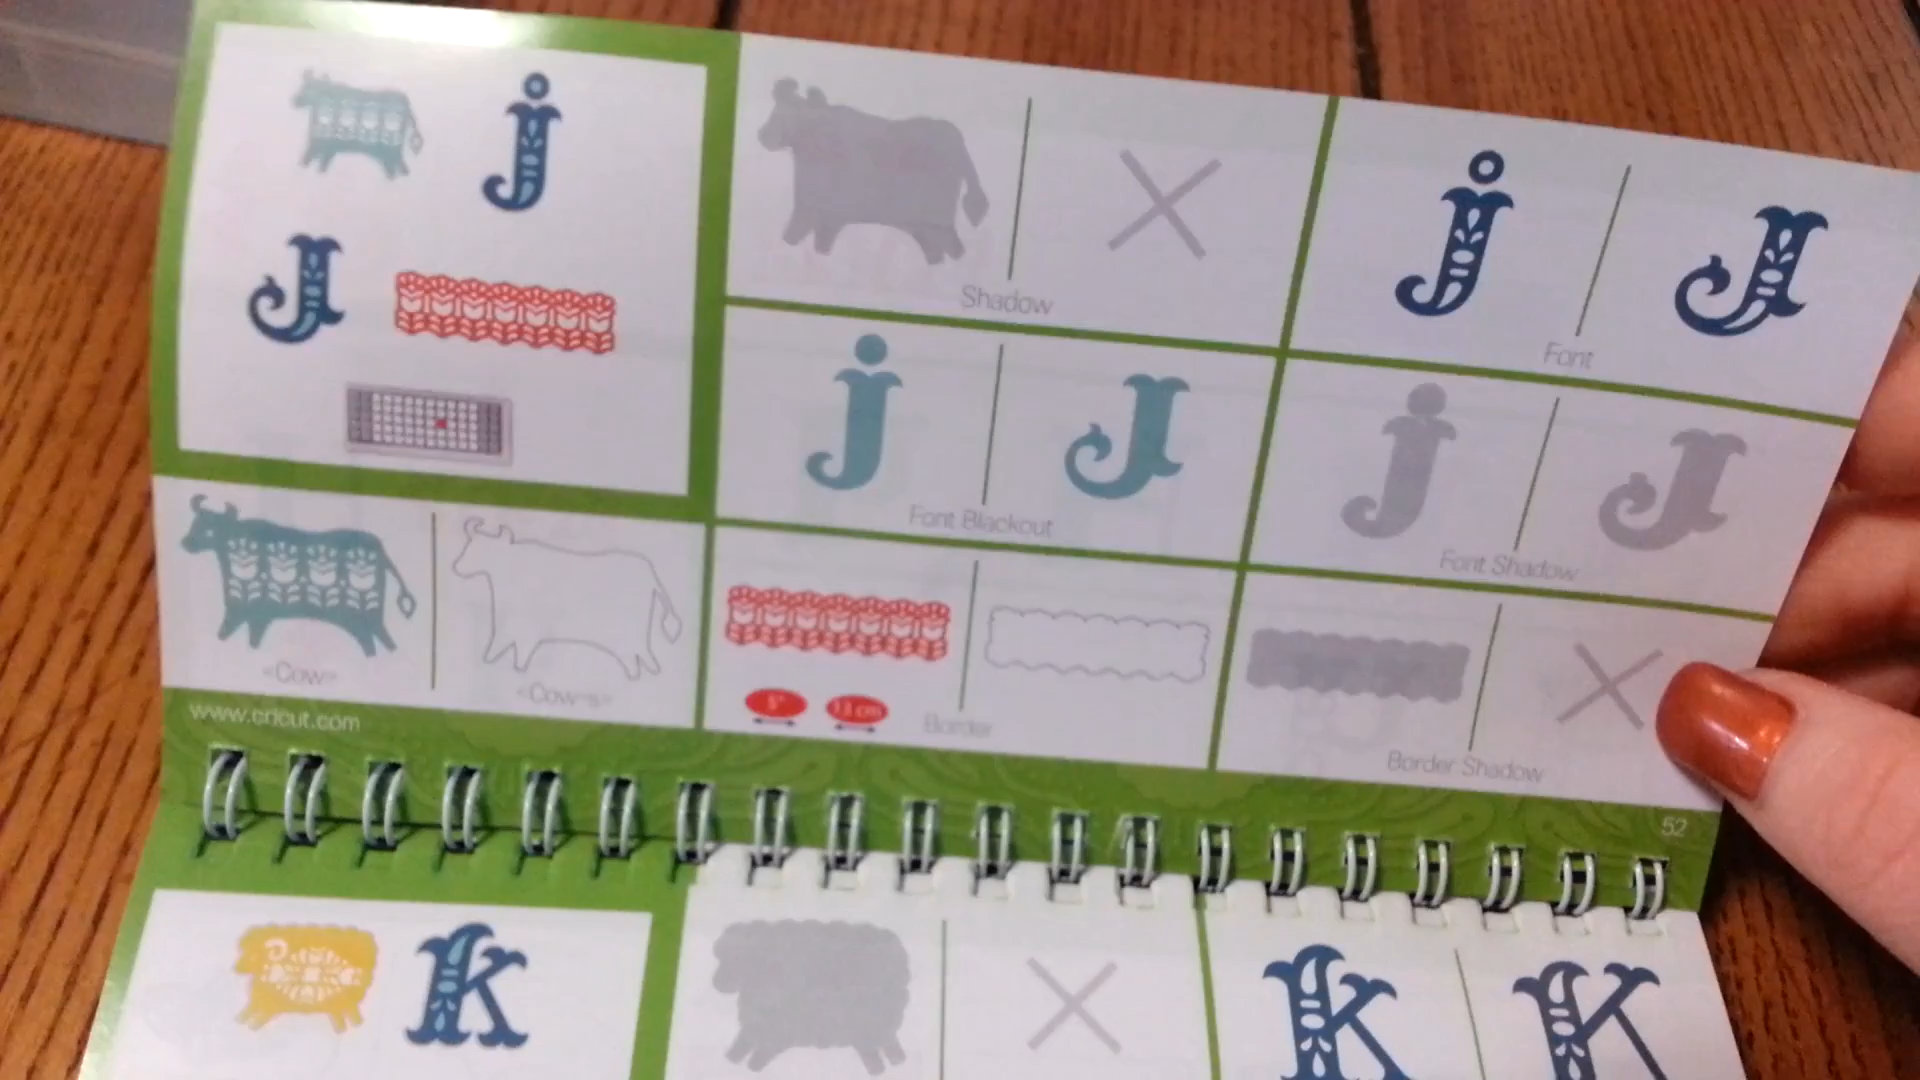 j
J
Shadow
j J
Font
j J
Font Blackout
j J
Font Shadow
<Cow>
<Cow-s>
5" 13 cm
Border
Border Shadow
www.cricut.com
52
K
K K